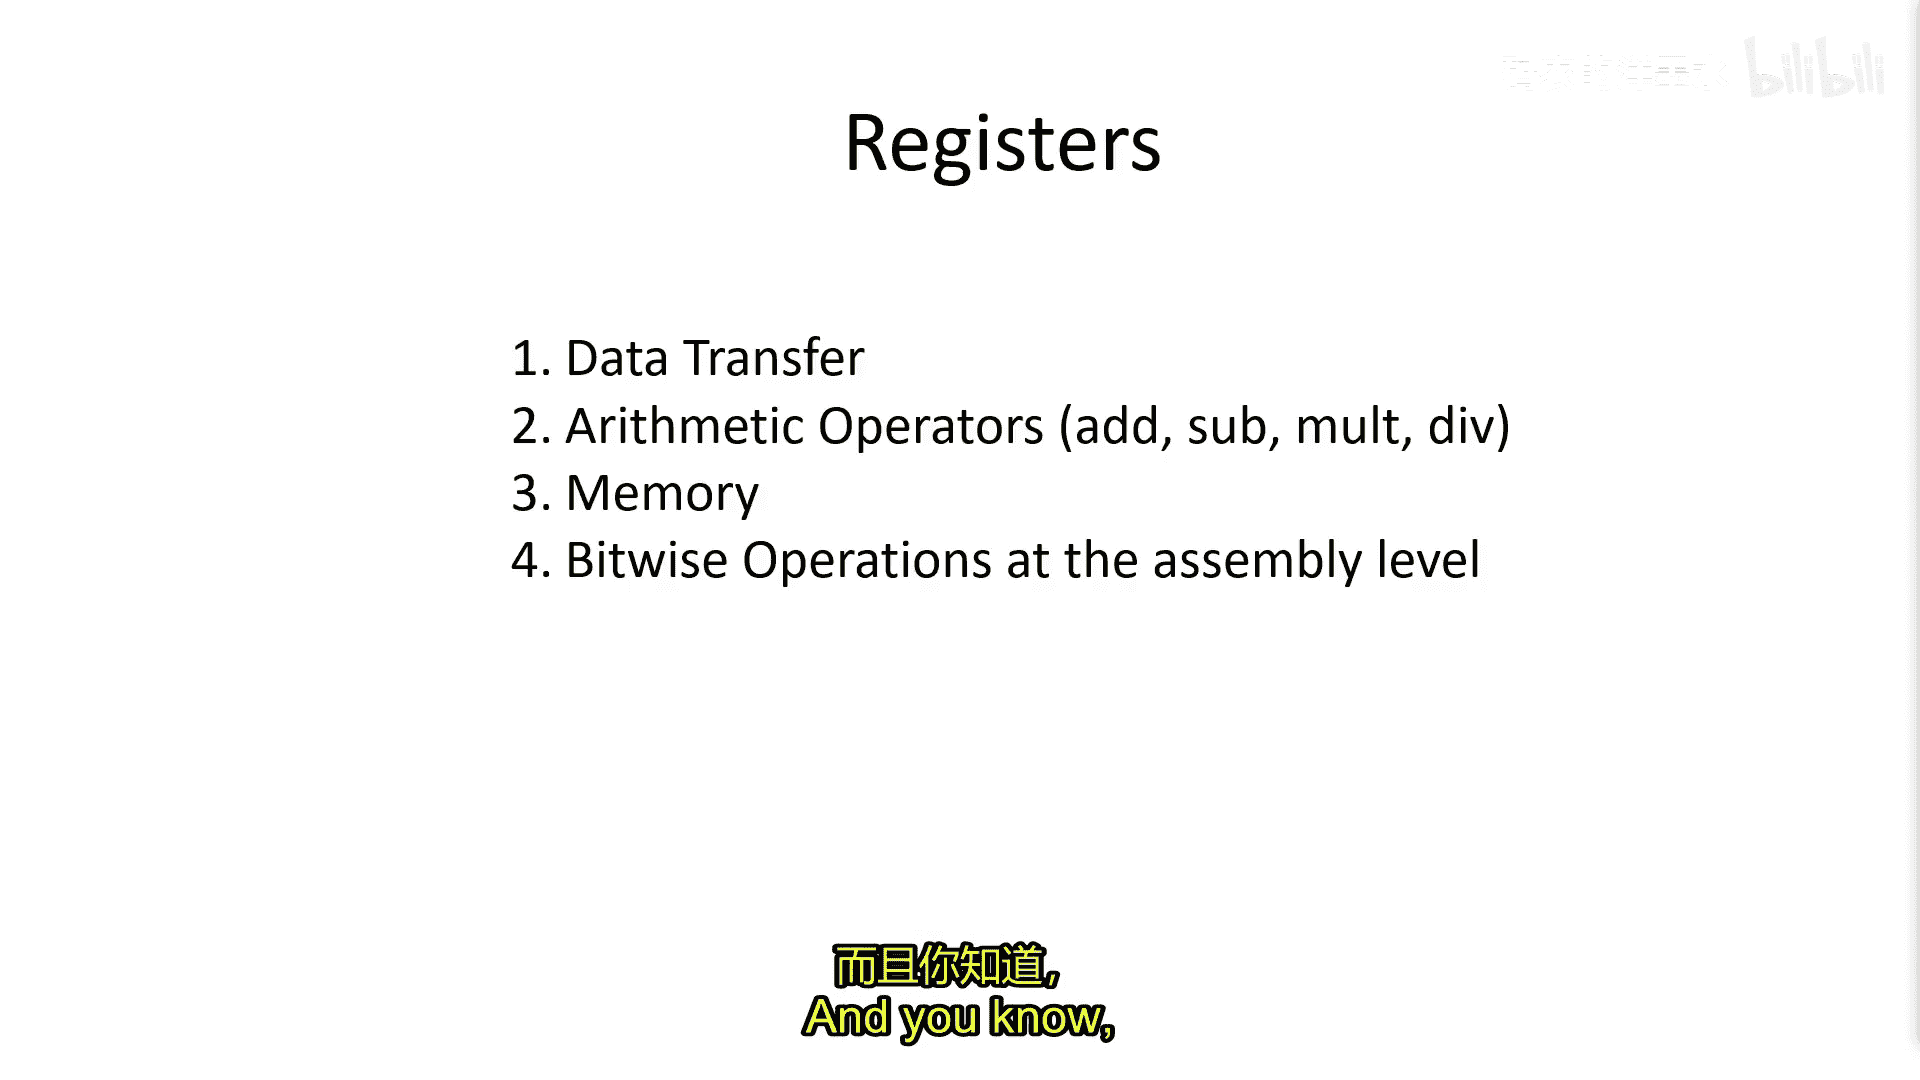 bilibili
Registers
1. Data Transfer
2. Arithmetic Operators (add, sub, mult, div)
3. Memory
4. Bitwise Operations at the assembly level
而且你知道,
And you know,